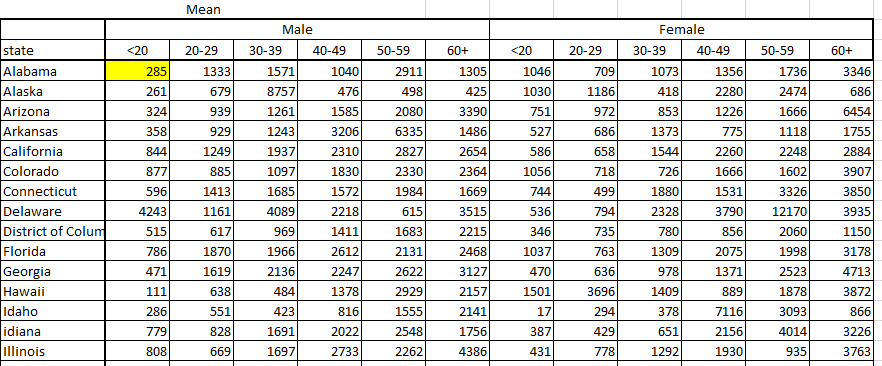 Mean
Male Female
state <20 20-29 30-39 40-49 50-59 60+ <20 20-29 30-39 40-49 50-59 60+
Alabama 285 1333 1571 1040 2911 1305 1046 709 1073 1356 1736 3346
Alaska 261 679 8757 476 498 425 1030 1186 418 2280 2474 686
Arizona 324 939 1261 1585 2080 3390 751 972 853 1226 1666 6454
Arkansas 358 929 1243 3206 6335 1486 527 686 1373 775 1118 1755
California 844 1249 1937 2310 2827 2654 586 658 1544 2260 2248 2884
Colorado 877 885 1097 1830 2330 2364 1056 718 726 1666 1602 3907
Connecticut 596 1413 1685 1572 1984 1669 744 499 1880 1531 3326 3850
Delaware 4243 1161 4089 2218 615 3515 536 794 2328 3790 12170 3935
District of Colum 515 617 969 1411 1683 2215 346 735 780 856 2060 1150
Florida 786 1870 1966 2612 2131 2468 1037 763 1309 2075 1998 3178
Georgia 471 1619 2136 2247 2622 3127 470 636 978 1371 2523 4713
Hawaii 111 638 484 1378 2929 2157 1501 3696 1409 889 1878 3872
Idaho 286 551 423 816 1555 2141 17 294 378 7116 3093 866
idiana 779 828 1691 2022 2548 1756 387 429 651 2156 4014 3226
Illinois 808 669 1697 2733 2262 4386 431 778 1292 1930 935 3763